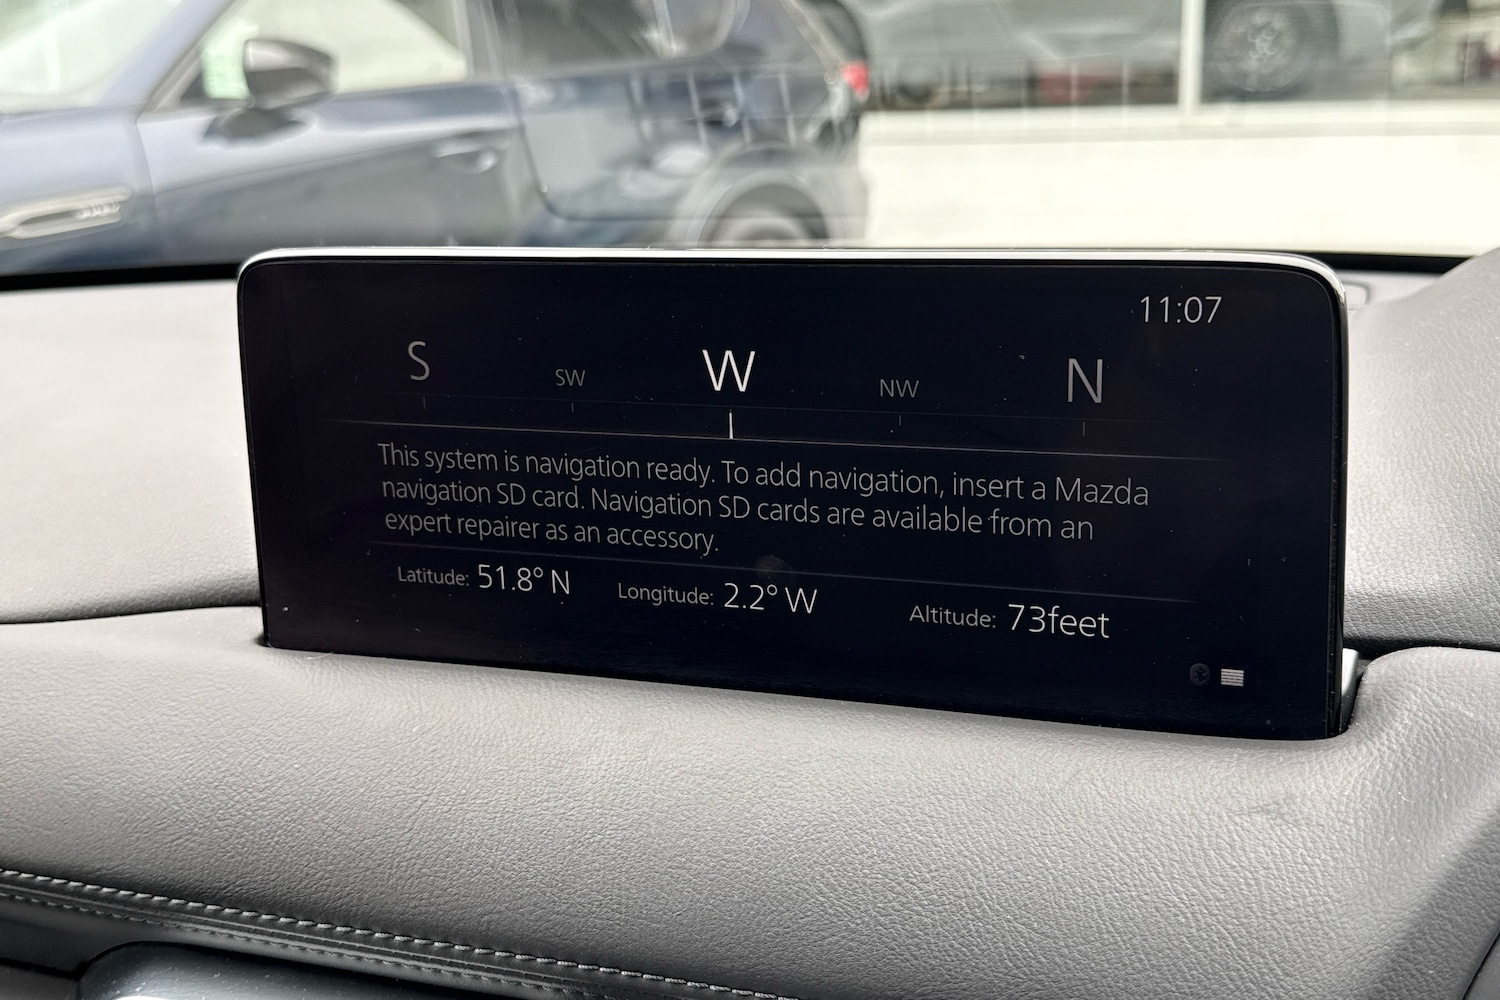 11:07
S SW W NW N
This system is navigation ready. To add navigation, insert a Mazda
navigation SD card. Navigation SD cards are available from an
expert repairer as an accessory.
Latitude: 51.8° N Longitude: 2.2° W Altitude: 73feet